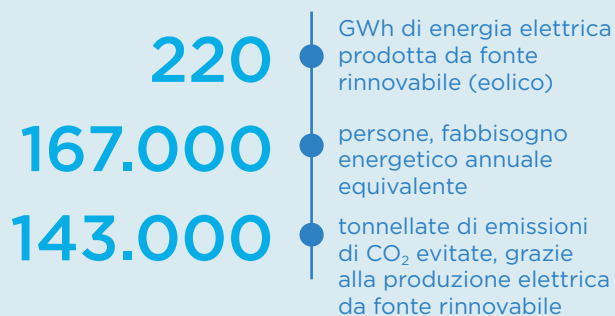 220
GWh di energia elettrica
prodotta da fonte
rinnovabile (eolico)
167.000
persone, fabbisogno
energetico annuale
equivalente
143.000
tonnellate di emissioni
di CO₂ evitate, grazie
alla produzione elettrica
da fonte rinnovabile